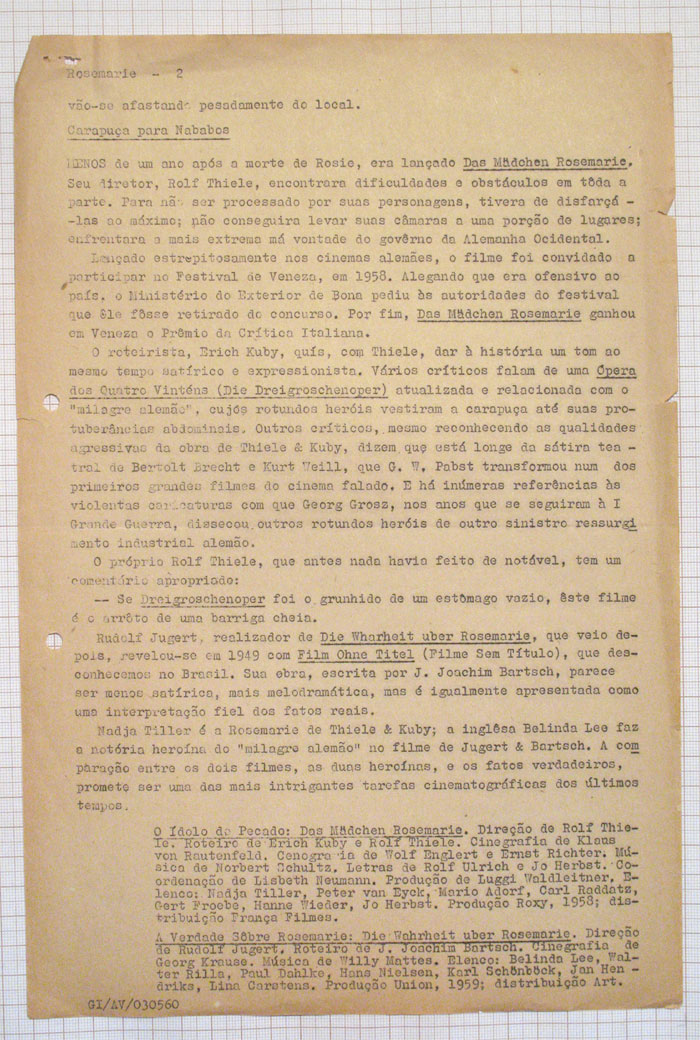 Rosemarie - 2
vão-se afastando pesadamente do local.
Carapuça para Nababos
MENOS de um ano após a morte de Rosie, era lançado Das Mädchen Rosemarie.
Seu diretor, Rolf Thiele, encontrara dificuldades e obstáculos em tôda a
parte. Para não ser processado por suas personagens, tivera de disfarçá -
-las ao máximo; não conseguira levar suas câmaras a uma porção de lugares;
enfrentara a mais extrema má vontade do govêrno da Alemanha Ocidental.
Lançado estrepitosamente nos cinemas alemães, o filme foi convidado a
participar no Festival de Veneza, em 1958. Alegando que era ofensivo ao
país. o Ministério do Exterior de Bona pediu às autoridades do festival
que êle fôsse retirado do concurso. Por fim, Das Mädchen Rosemarie ganhou
em Veneza o Prêmio da Crítica Italiana.
O roteirista, Erich Kuby, quís, com Thiele, dar à história um tom ao
mesmo tempo satírico e expressionista. Vários críticos falam de uma Ópera
dos Quatro Vinténs (Die Dreigroschenoper) atualizada e relacionada com o
"milagre alemão", cujos rotundos heróis vestiram a carapuça até suas pro-
tuberâncias abdominais. Outros críticos, mesmo reconhecendo as qualidades
agressivas da obra de Thiele & Kuby, dizem que está longe da sátira tea -
tral de Bertolt Brecht e Kurt Weill, que G. W. Pabst transformou num dos
primeiros grandes filmes do cinema falado. E há inúmeras referências às
violentas caricaturas com que Georg Grosz, nos anos que se seguiram à I
Grande Guerra, dissecou outros rotundos heróis de outro sinistro ressurgi
mento industrial alemão.
O próprio Rolf Thiele, que antes nada havia feito de notável, tem um
comentário apropriado:
-- Se Dreigroschenoper foi o grunhido de um estômago vazio, êste filme
é o arrôto de uma barriga cheia.
Rudolf Jugert, realizador de Die Wharheit uber Rosemarie, que veio de-
pois, revelou-se em 1949 com Film Ohne Titel (Filme Sem Título), que des-
conhecemos no Brasil. Sua obra, escrita por J. Joachim Bartsch, parece
ser menos satírica, mais melodramática, mas é igualmente apresentada como
uma interpretação fiel dos fatos reais.
Nadja Tiller é a Rosemarie de Thiele & Kuby; a inglêsa Belinda Lee faz
a notória heroína do "milagre alemão" no filme de Jugert & Bartsch. A com
paração entre os dois filmes, as duas heroínas, e os fatos verdadeiros,
promete ser uma das mais intrigantes tarefas cinematográficas dos últimos
tempos.
O Ídolo do Pecado: Das Mädchen Rosemarie. Direção de Rolf Thie-
le. Roteiro de Erich Kuby e Rolf Thiele. Cinegrafia de Klaus
von Rautenfeld. Cenografia de Wolf Englert e Ernst Richter. Mú-
sica de Norbert Schultz. Letras de Rolf Ulrich e Jo Herbst. Co-
ordenação de Lisbeth Neumann. Produção de Luggi Waldleitner. E-
lenco: Nadja Tiller, Peter van Eyck, Mario Adorf, Carl Raddatz,
Gert Froebe, Hanne Wieder, Jo Herbst. Produção Roxy, 1958; dis-
tribuição França Filmes.
A Verdade Sôbre Rosemarie: Die Wahrheit uber Rosemarie. Direção
de Rudolf Jugert. Roteiro de J. Joachim Bartsch. Cinegrafia de
Georg Krause. Música de Willy Mattes. Elenco: Belinda Lee, Wal-
ter Rilla, Paul Dahlke, Hans Nielsen, Karl Schönböck, Jan Hen -
driks, Lina Carstens. Produção Union, 1959; distribuição Art.
GI/AV/030560